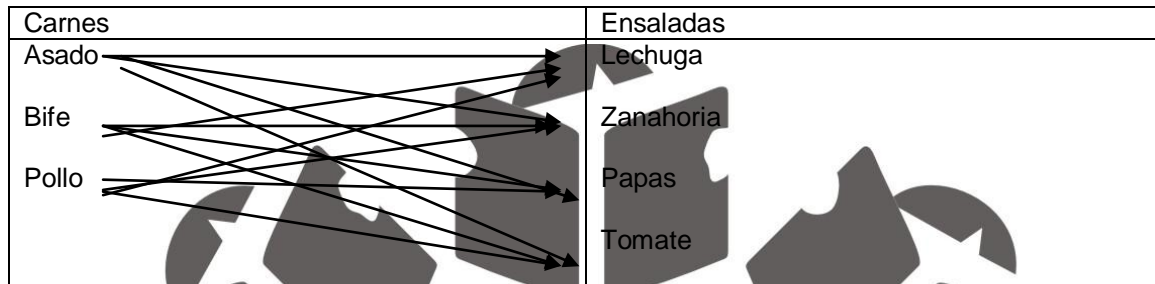 Carnes Ensaladas
Asado Lechuga
Bife Zanahoria
Pollo Papas
Tomate